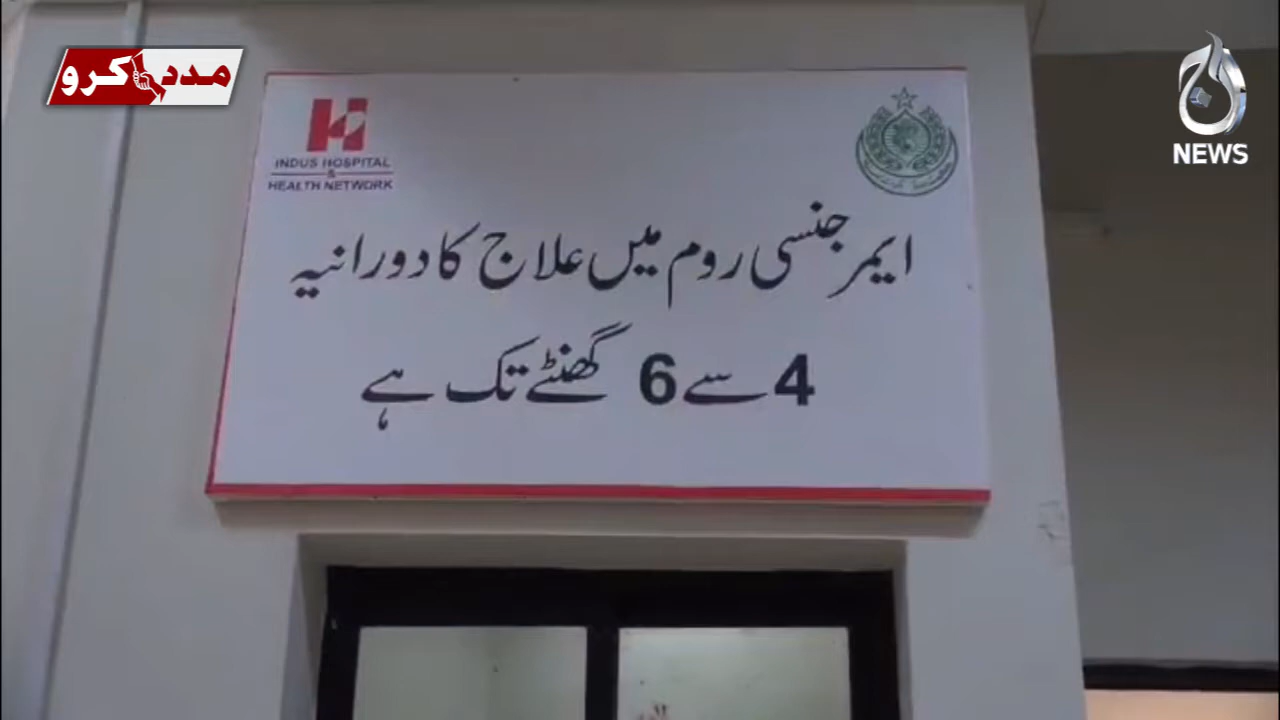 مدد کرو
آج
NEWS
INDUS HOSPITAL
&
HEALTH NETWORK
ایمرجنسی روم میں علاج کا دورانیہ
4 سے 6 گھنٹے تک ہے